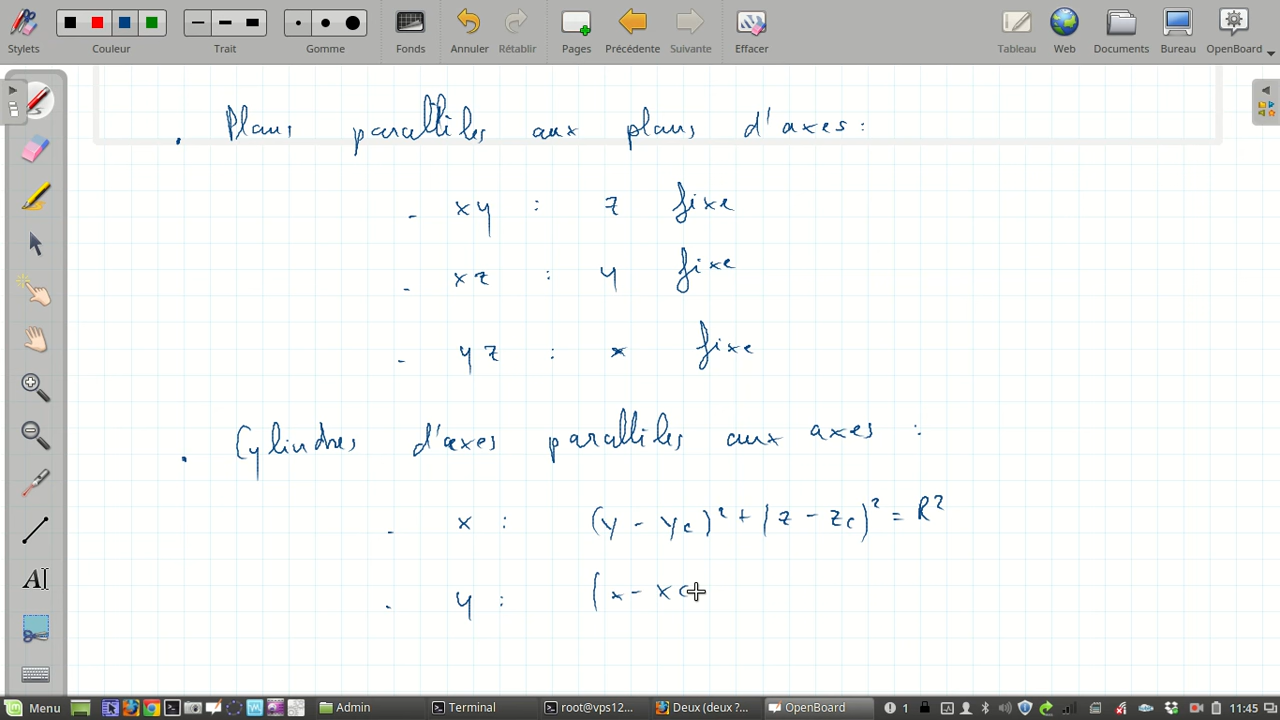 Stylets Couleur Trait Gomme Fonds Annuler Rétablir Pages Précédente Suivante Effacer Tableau Web Documents Bureau OpenBoard
. Plans parallèles aux plans d'axes :
- xy : z fixe
- xz : y fixe
- yz : x fixe
. Cylindres d'axes parallèles aux axes :
- x : (y - yc)² + (z - zc)² = R²
- y : (x - xc
Menu Admin Terminal root@vps12... Deux (deux ?... OpenBoard 1 11:45